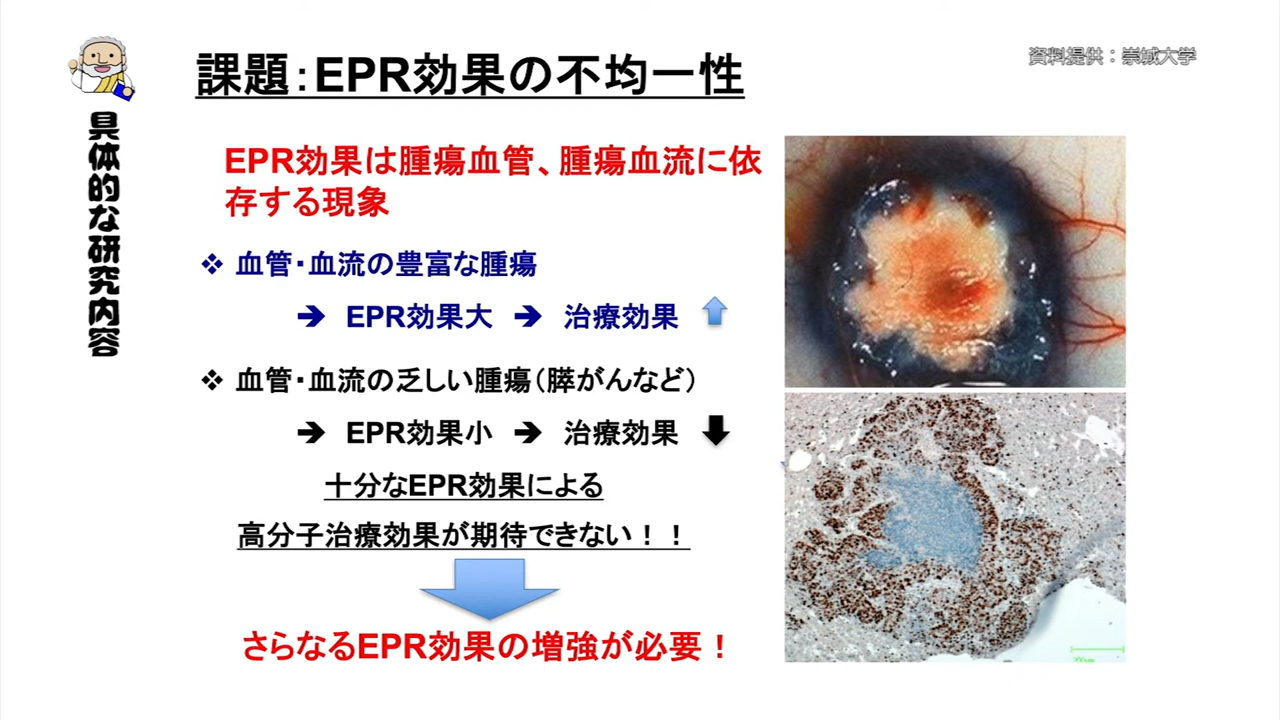 課題：EPR効果の不均一性
資料提供：崇城大学
具体的な研究内容
EPR効果は腫瘍血管、腫瘍血流に依
存する現象
❖ 血管・血流の豊富な腫瘍
➔ EPR効果大 ➔ 治療効果
❖ 血管・血流の乏しい腫瘍（膵がんなど）
➔ EPR効果小 ➔ 治療効果
十分なEPR効果による
高分子治療効果が期待できない！！
さらなるEPR効果の増強が必要！